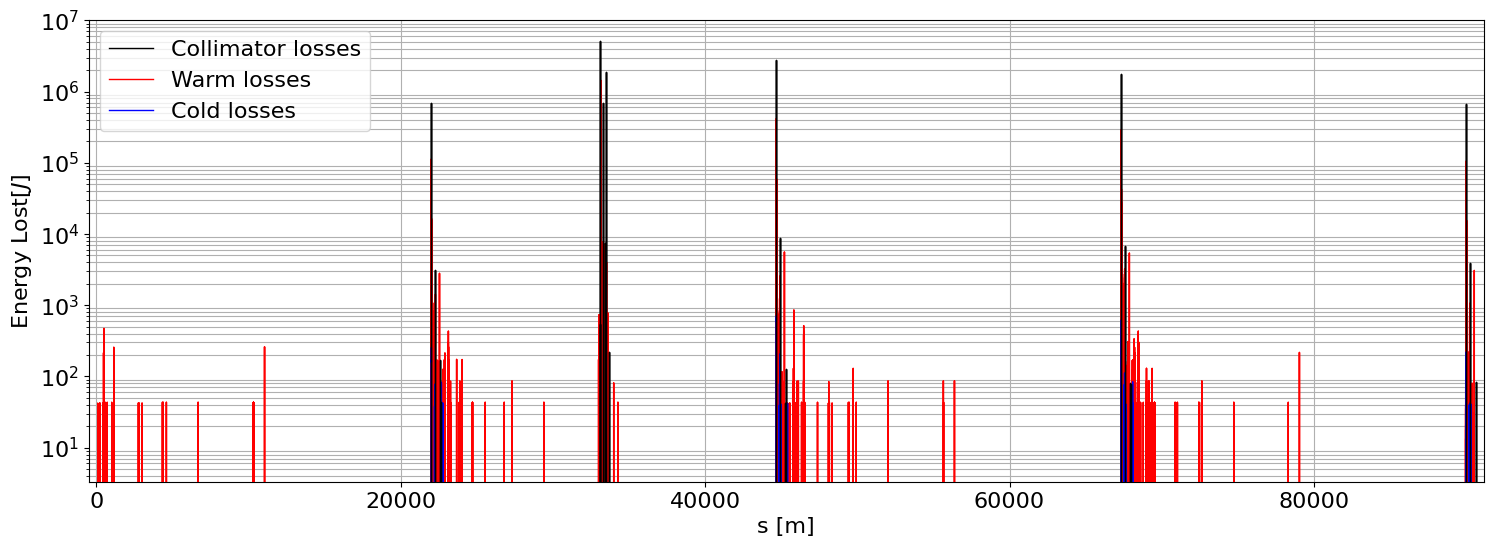 10^7
10^6
10^5
10^4
10^3
10^2
10^1
Energy Lost[J]
Collimator losses
Warm losses
Cold losses
0 20000 40000 60000 80000
s [m]